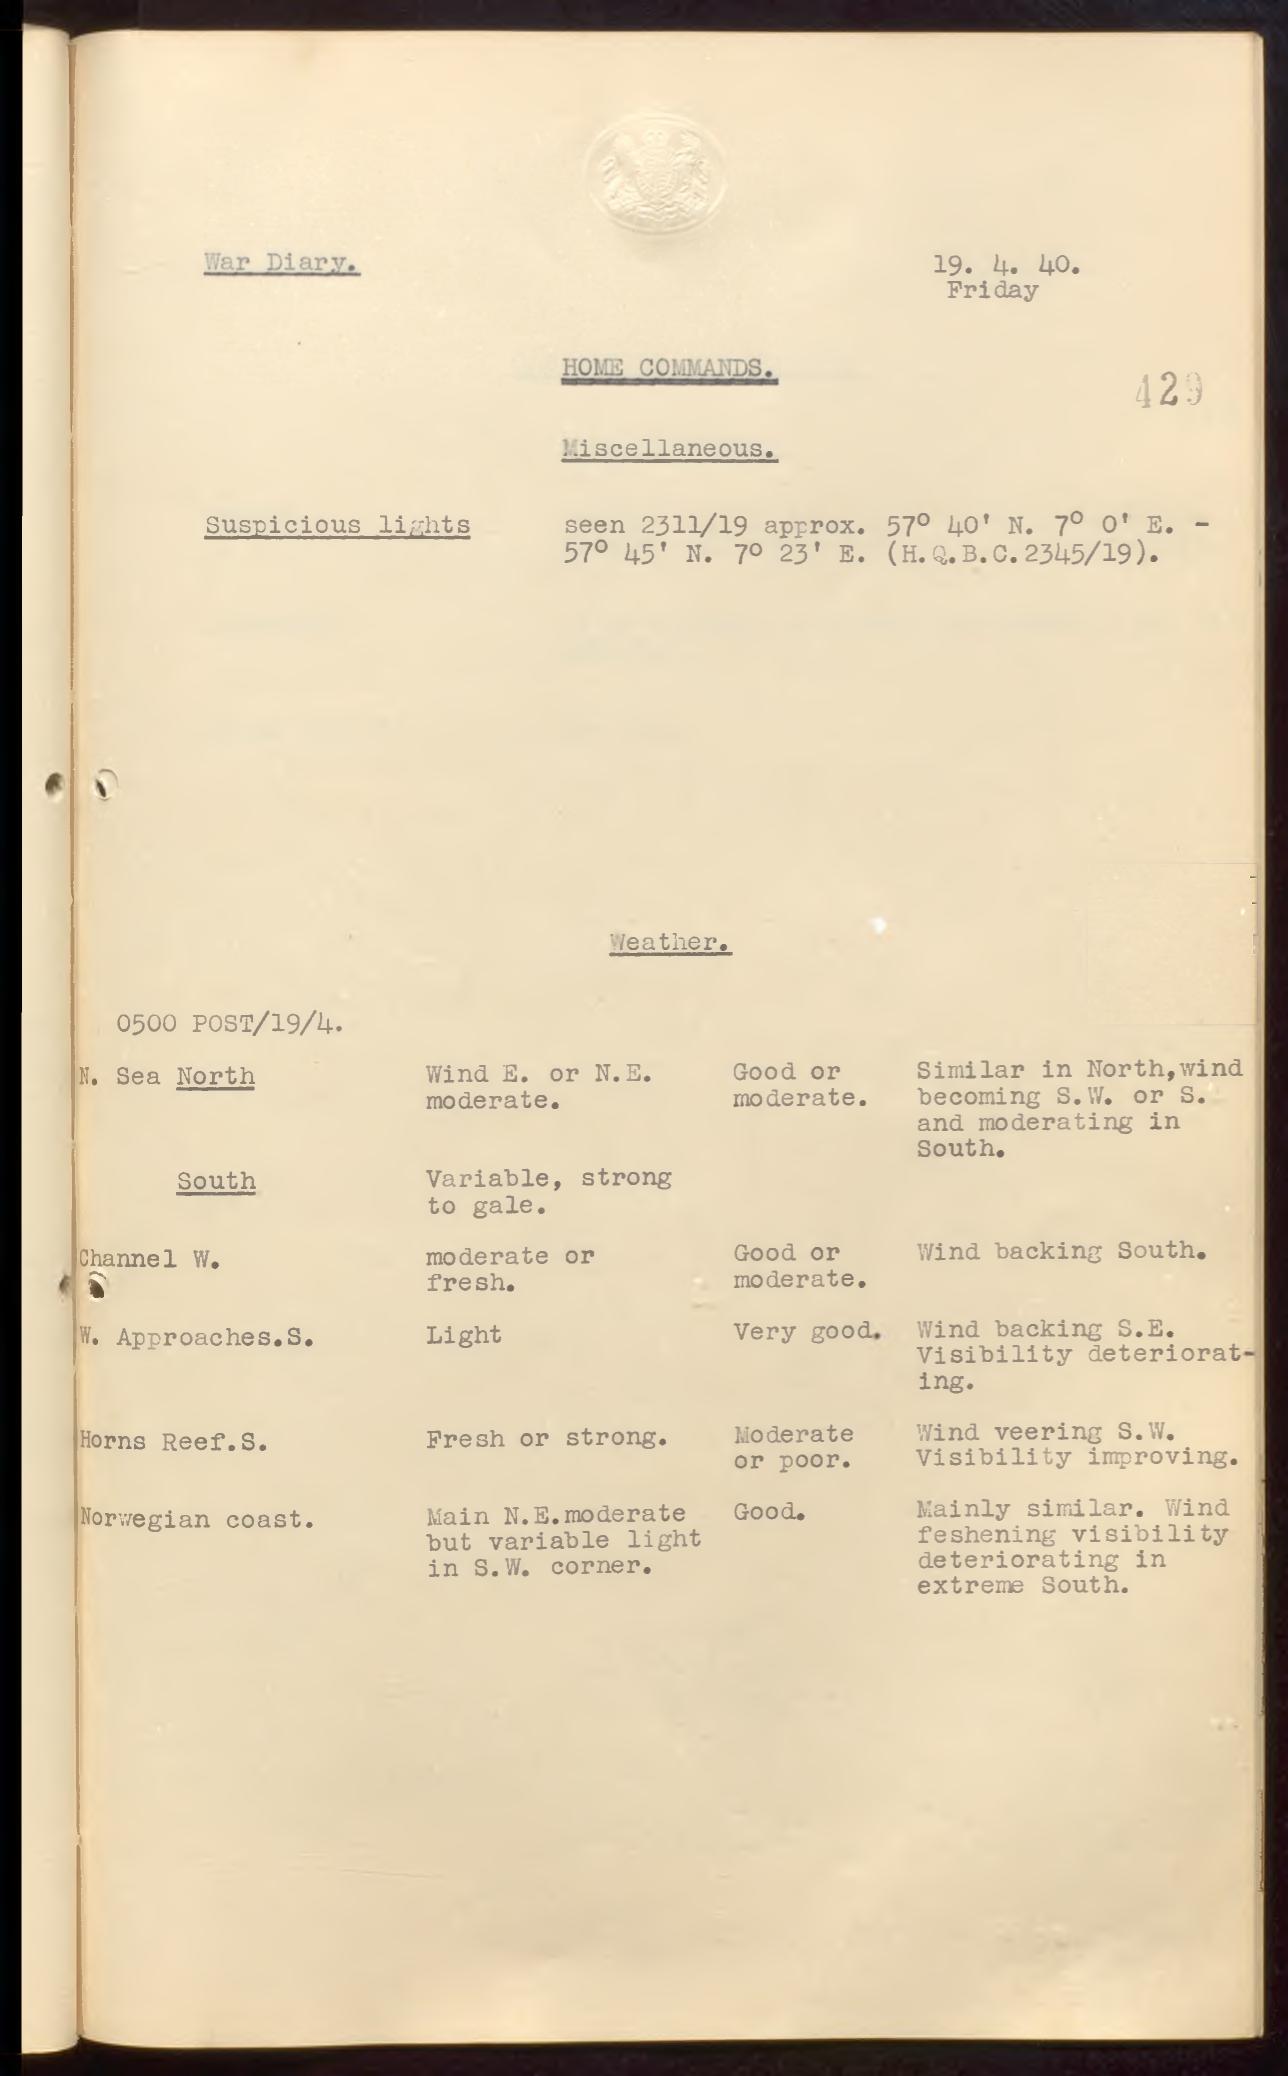 War Diary.
19. 4. 40.
Friday
HOME COMMANDS.
429
Miscellaneous.
Suspicious lights seen 2311/19 approx. 57° 40' N. 7° 0' E. -
57° 45' N. 7° 23' E. (H.Q.B.C.2345/19).
Weather.
0500 POST/19/4.
N. Sea North Wind E. or N.E. Good or Similar in North,wind
moderate. moderate. becoming S.W. or S.
and moderating in
South.
South Variable, strong
to gale.
Channel W. moderate or Good or Wind backing South.
fresh. moderate.
W. Approaches.S. Light Very good. Wind backing S.E.
Visibility deteriorat-
ing.
Horns Reef.S. Fresh or strong. Moderate Wind veering S.W.
or poor. Visibility improving.
Norwegian coast. Main N.E.moderate Good. Mainly similar. Wind
but variable light feshening visibility
in S.W. corner. deteriorating in
extreme South.